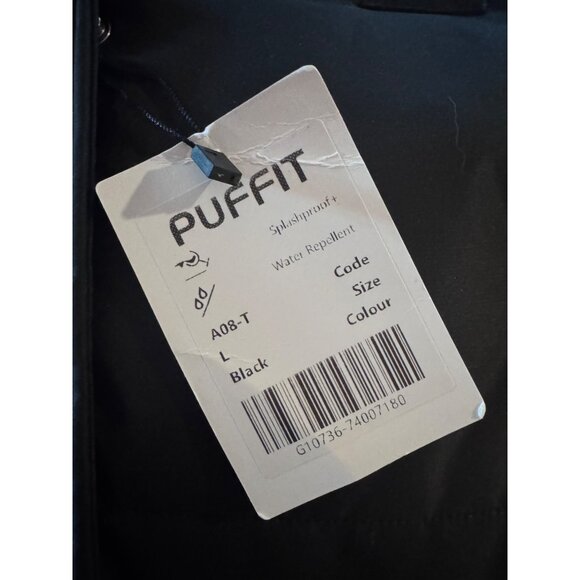 PUFFIT
Splashproof+
Water Repellent
A08-T Code
L Size
Black Colour
G10736-74007180